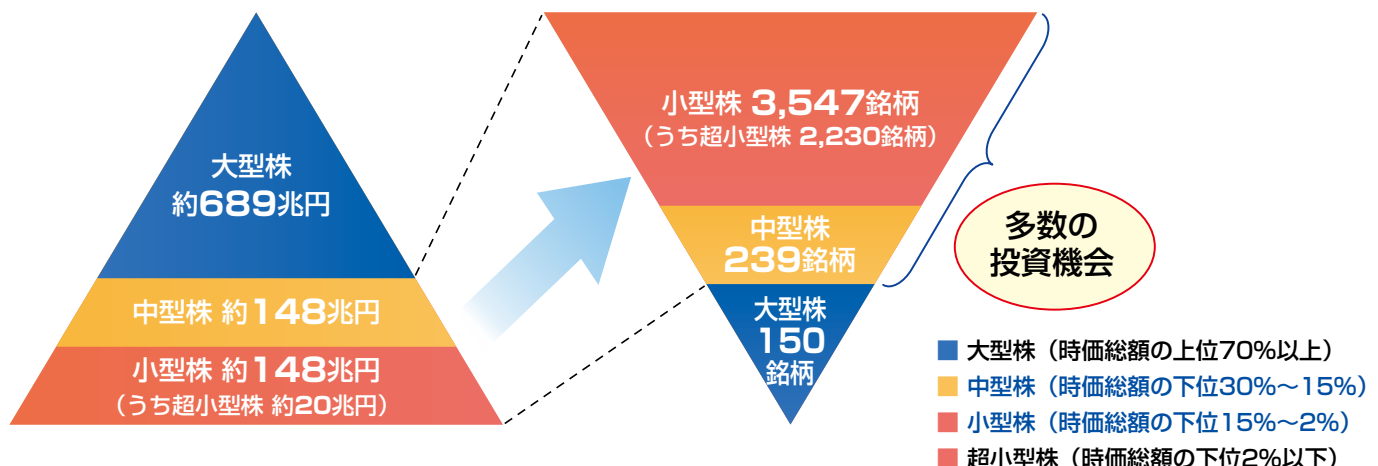 大型株
約689兆円
中型株 約148兆円
小型株 約148兆円
（うち超小型株 約20兆円）
小型株 3,547銘柄
（うち超小型株 2,230銘柄）
中型株
239銘柄
大型株
150
銘柄
多数の
投資機会
大型株（時価総額の上位70%以上）
中型株（時価総額の下位30%～15%）
小型株（時価総額の下位15%～2%）
超小型株（時価総額の下位2%以下）